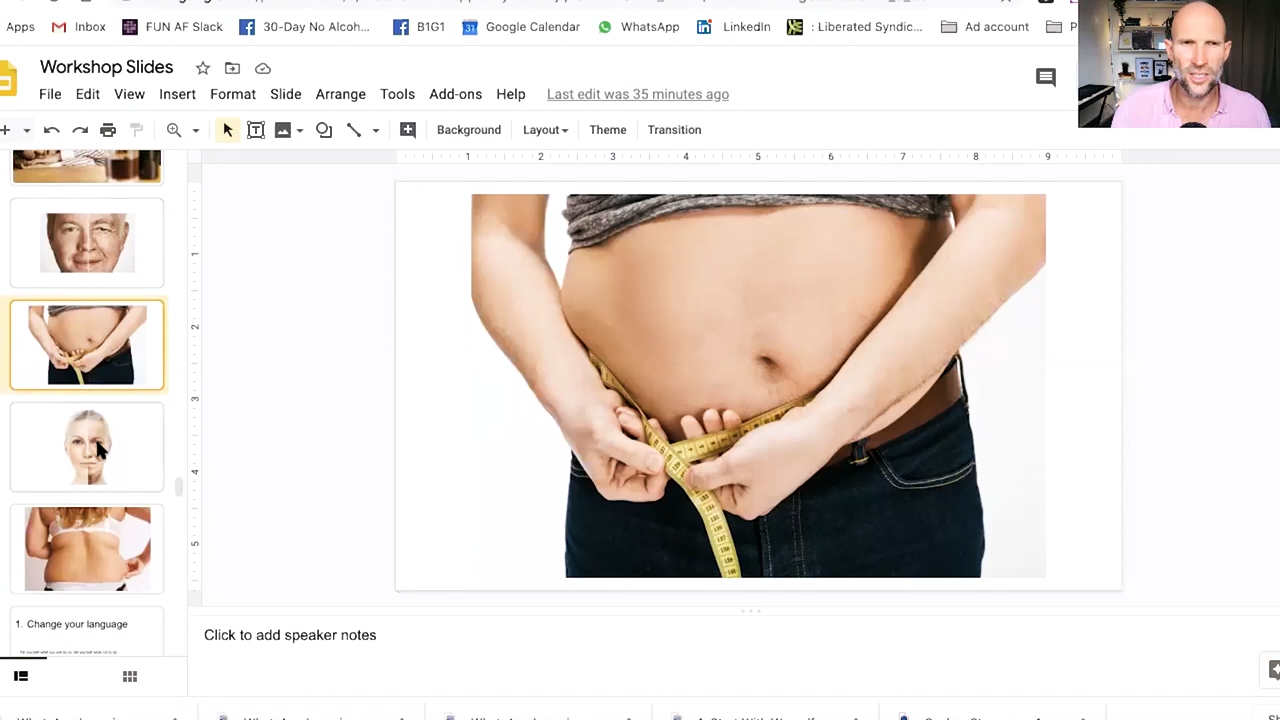 Apps Inbox FUN AF Slack 30-Day No Alcoh... B1G1 Google Calendar WhatsApp LinkedIn : Liberated Syndic... Ad account
Workshop Slides
File Edit View Insert Format Slide Arrange Tools Add-ons Help Last edit was 35 minutes ago
Background Layout Theme Transition
1 2 3 4 5 6 7 8 9
1
2
3
4
5
1. Change your language
Click to add speaker notes